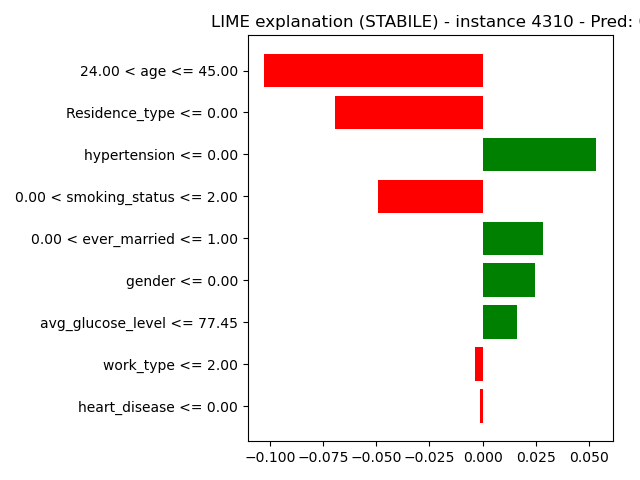 LIME explanation (STABILE) - instance 4310 - Pred:
24.00 < age <= 45.00
Residence_type <= 0.00
hypertension <= 0.00
0.00 < smoking_status <= 2.00
0.00 < ever_married <= 1.00
gender <= 0.00
avg_glucose_level <= 77.45
work_type <= 2.00
heart_disease <= 0.00
−0.100 −0.075 −0.050 −0.025 0.000 0.025 0.050